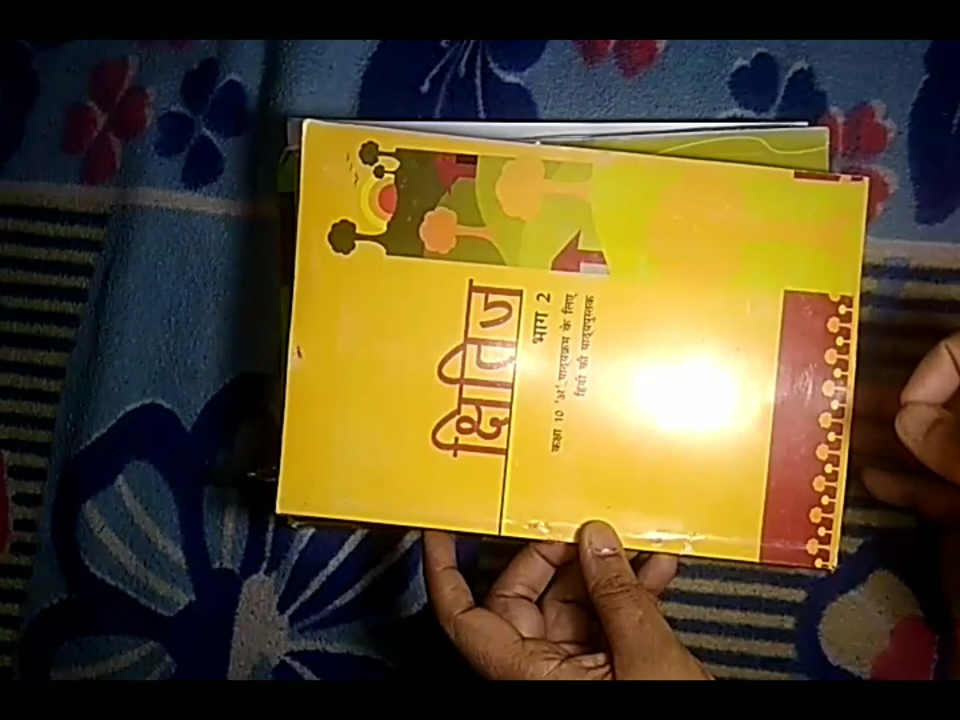 क्षितिज
भाग 2
कक्षा 10 'अ' पाठ्यक्रम के लिए
हिंदी की पाठ्यपुस्तक